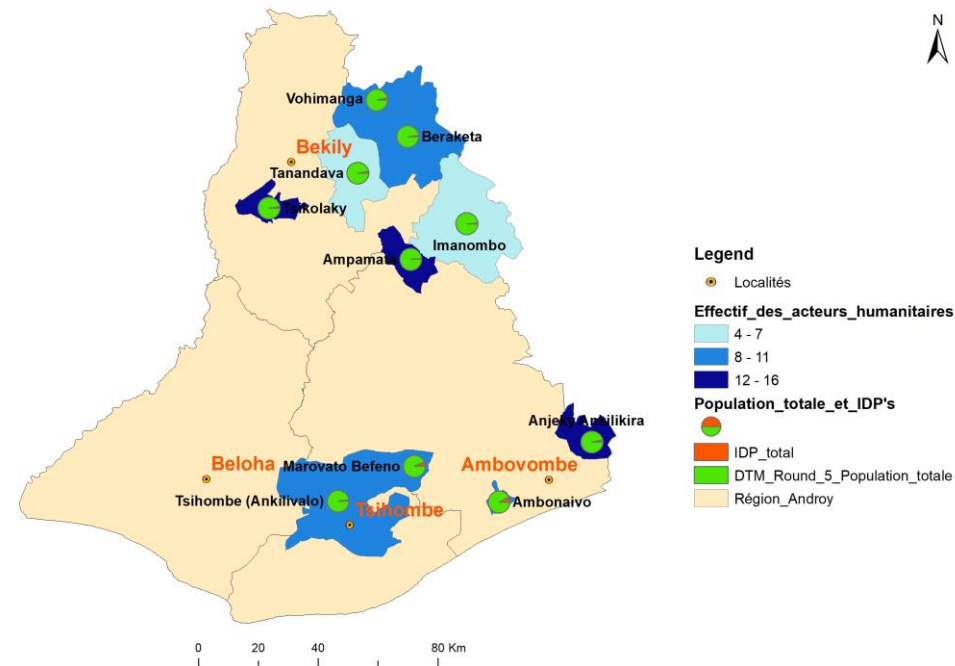 N
Vohimanga
Beraketa
Bekily
Tanandava
Tsikolaky
Imanombo
Ampamata
Anjeky Ankilikira
Beloha
Marovato Befeno
Ambovombe
Tsihombe (Ankilivalo)
Tsihombe
Ambonaivo
Legend
Localités
Effectif_des_acteurs_humanitaires
4 - 7
8 - 11
12 - 16
Population_totale_et_IDP's
IDP_total
DTM_Round_5_Population_totale
Région_Androy
0 20 40 80 Km